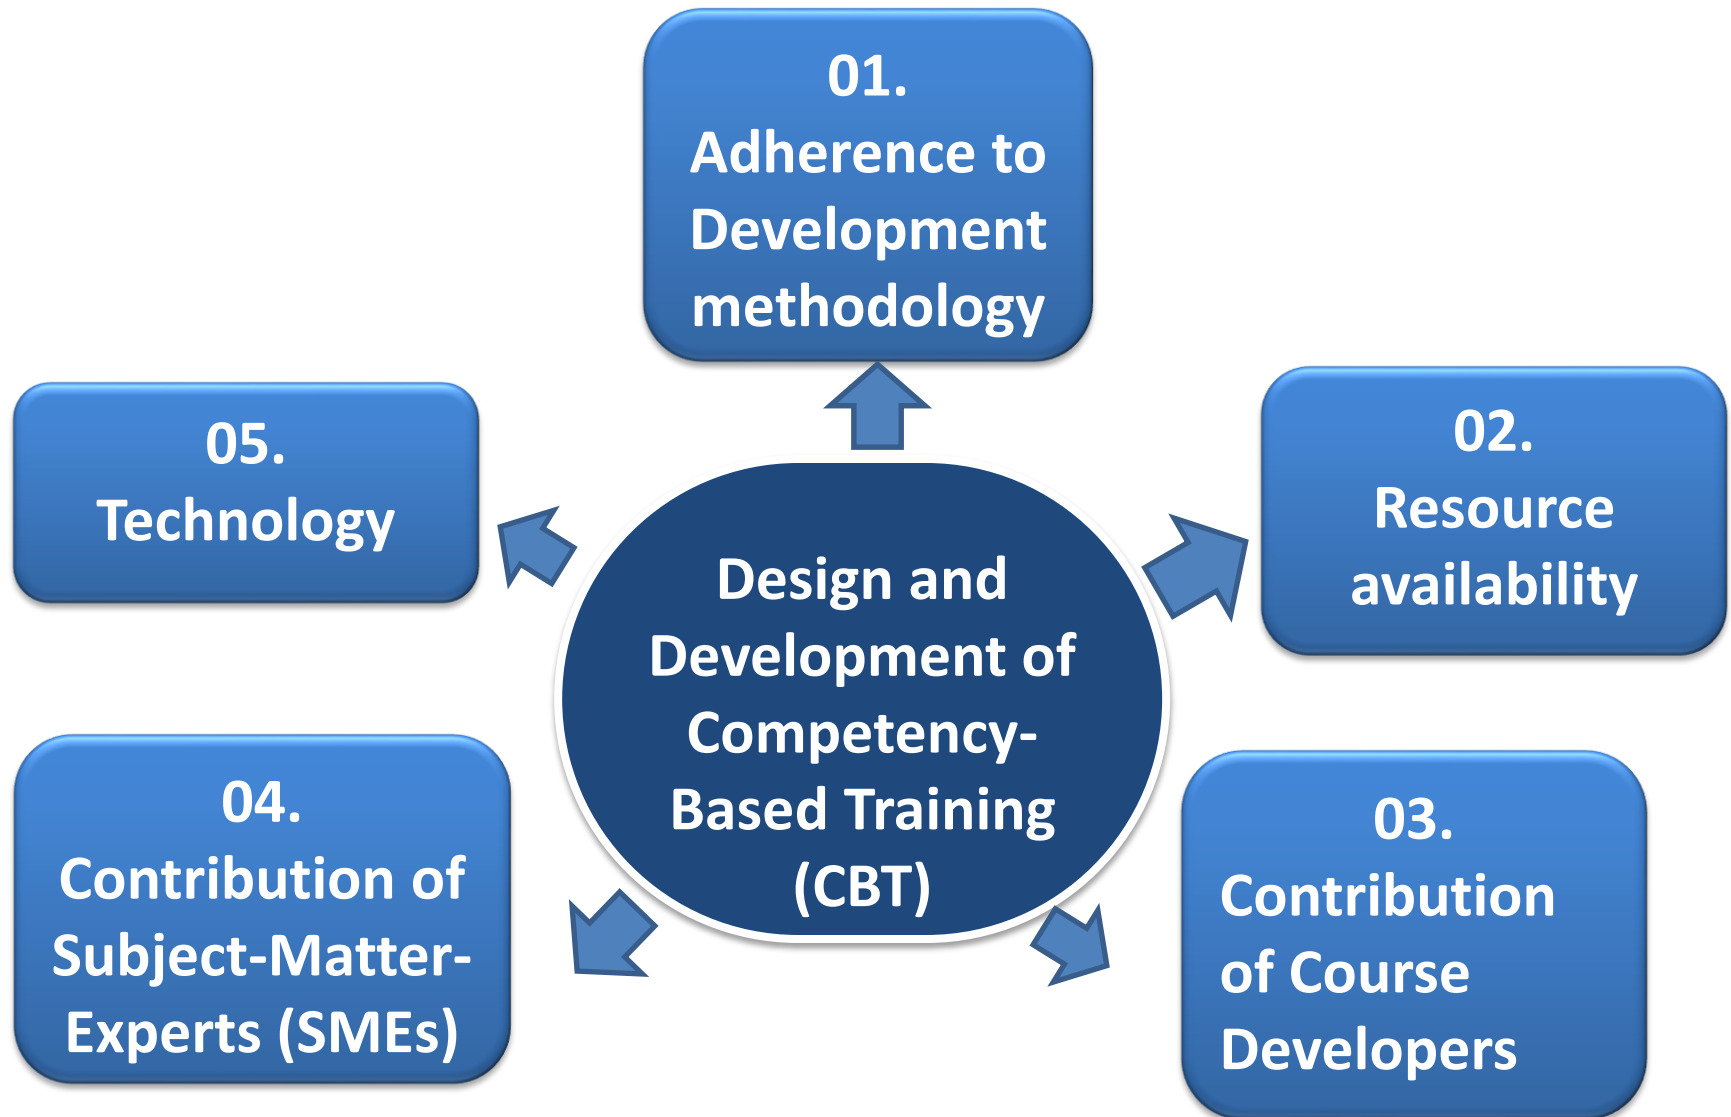 01.
Adherence to
Development
methodology
02.
Resource
availability
03.
Contribution
of Course
Developers
04.
Contribution of
Subject-Matter-
Experts (SMEs)
05.
Technology
Design and
Development of
Competency-
Based Training
(CBT)